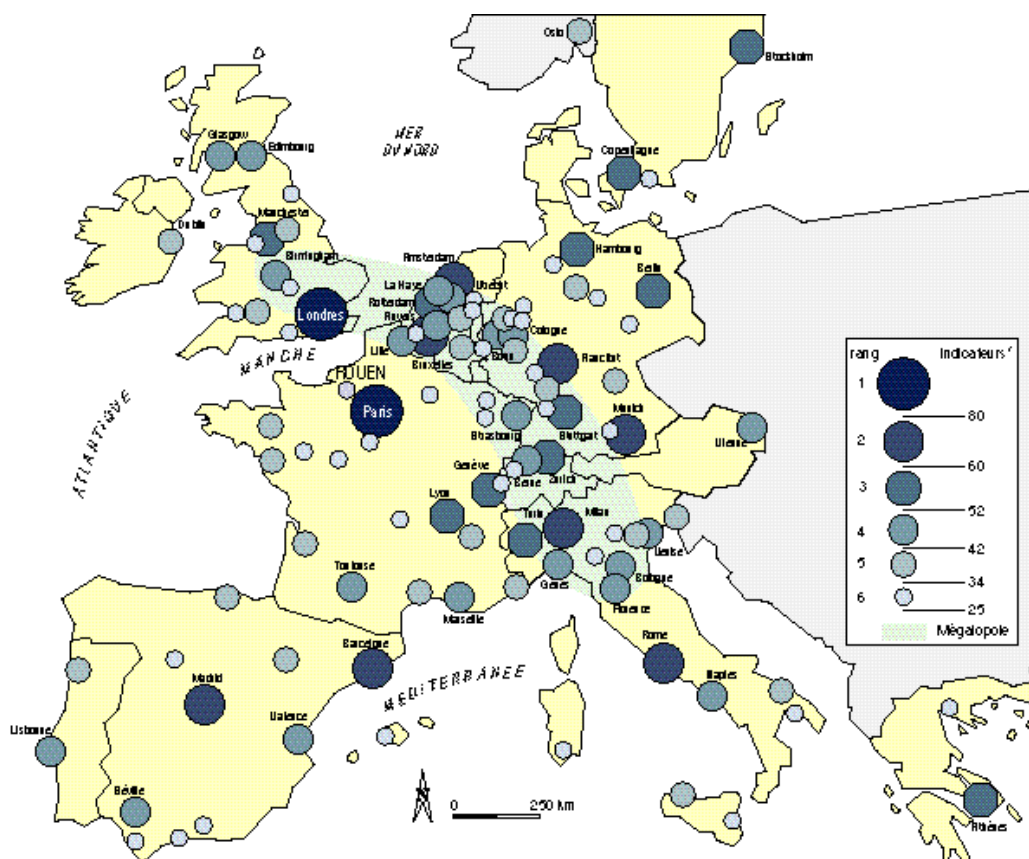 Oslo
Stockholm
MER
DU NORD
Glasgow
Edimbourg
Copenhague
Dublin
Manchester
Birmingham
Amsterdam
Hambourg
Berlin
La Haye
Utrecht
Rotterdam
Londres
Anvers
Cologne
Lille
Bruxelles
Bonn
Francfort
MANCHE
ROUEN
Paris
ATLANTIQUE
Strasbourg
Stuttgart
Munich
Vienne
Genève
Berne
Zurich
Lyon
Turin
Milan
Venise
Toulouse
Gênes
Bologne
Marseille
Florence
Barcelone
Rome
Madrid
MEDITERRANÉE
Naples
Lisbonne
Valence
Séville
Athènes
0 250 km
rang
Indicateurs*
1
80
2
60
3
52
4
42
5
34
6
25
Mégalopole